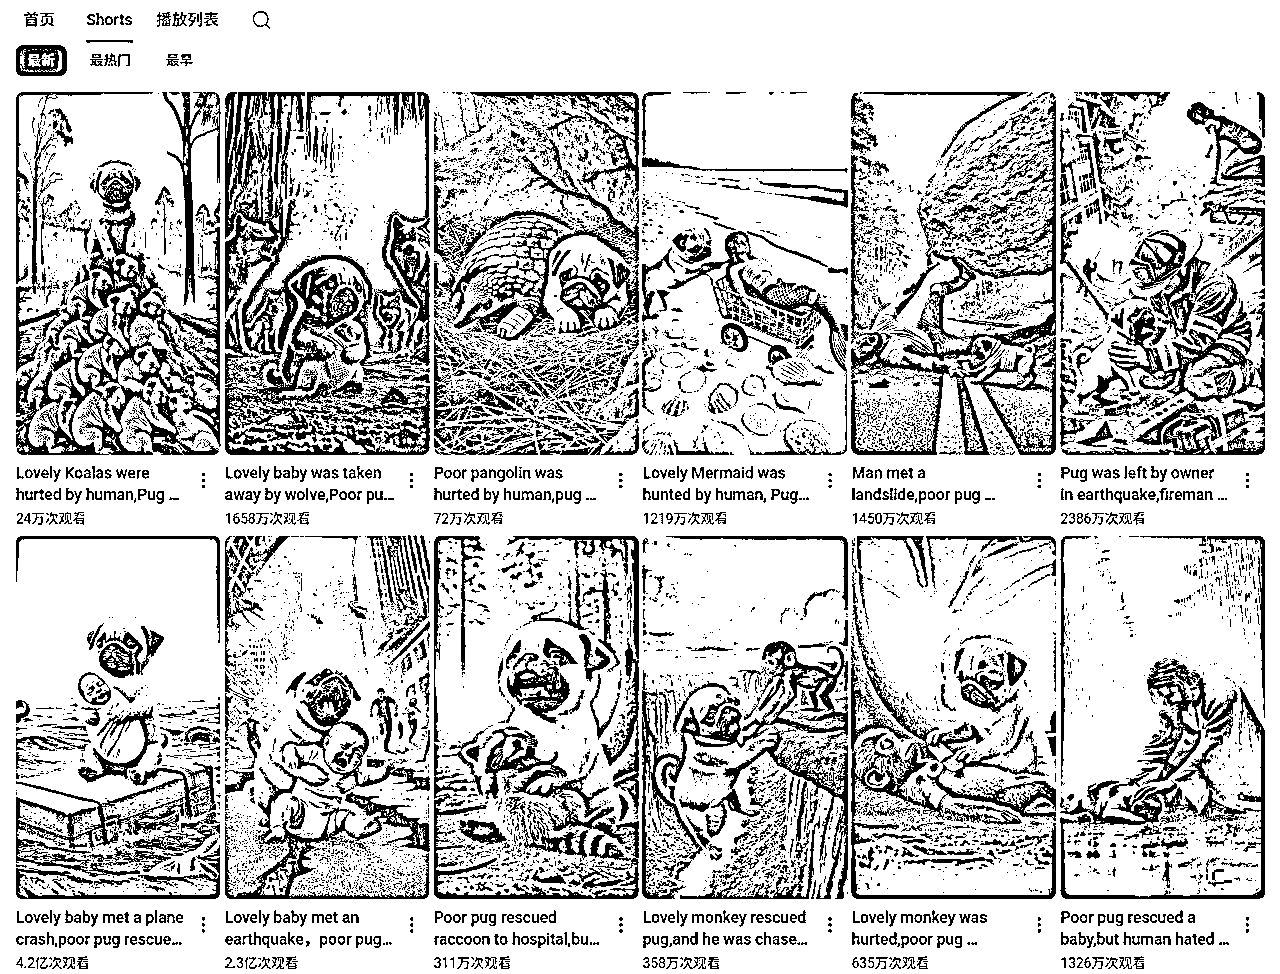 首页 Shorts 播放列表
最新 最热门 最早
Lovely Koalas were
hurted by human,Pug ...
24万次观看
Lovely baby was taken
away by wolve,Poor pu...
1658万次观看
Poor pangolin was
hurted by human,pug ...
72万次观看
Lovely Mermaid was
hunted by human, Pug...
1219万次观看
Man met a
landslide,poor pug ...
1450万次观看
Pug was left by owner
in earthquake,fireman ...
2386万次观看
Lovely baby met a plane
crash,poor pug rescue...
4.2亿次观看
Lovely baby met an
earthquake，poor pug...
2.3亿次观看
Poor pug rescued
raccoon to hospital,bu...
311万次观看
Lovely monkey rescued
pug,and he was chase...
358万次观看
Lovely monkey was
hurted,poor pug ...
635万次观看
Poor pug rescued a
baby,but human hated ...
1326万次观看